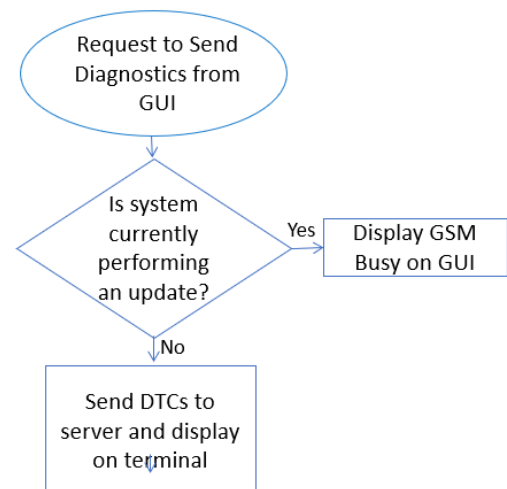 Request to Send
Diagnostics from
GUI
Is system
currently
performing
an update?
Yes
Display GSM
Busy on GUI
No
Send DTCs to
server and display
on terminal